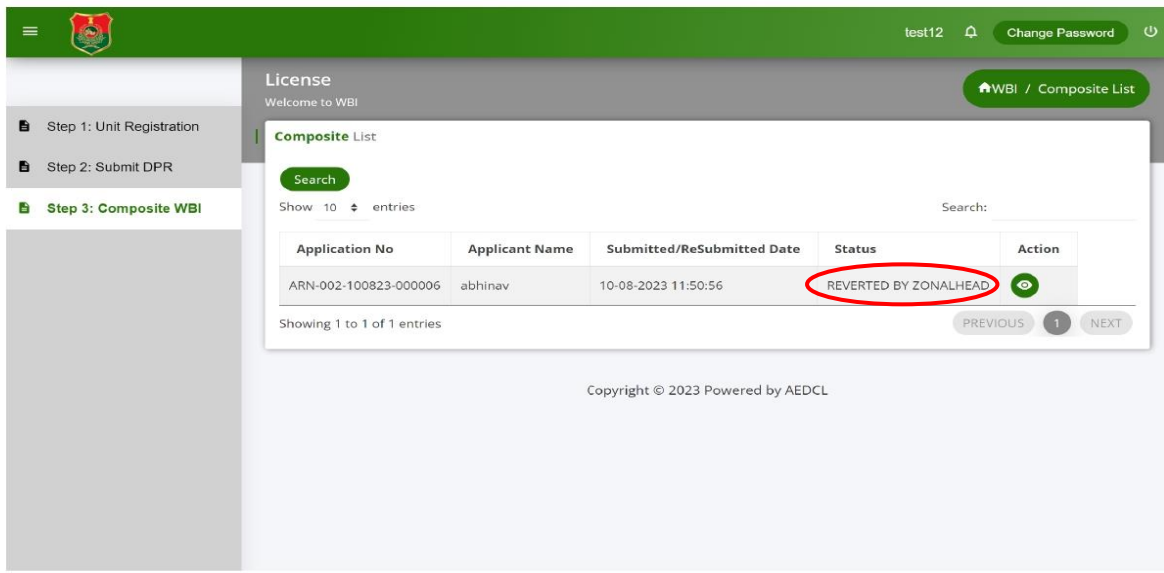 test12 Change Password
License
Welcome to WBI
WBI / Composite List
Step 1: Unit Registration
Step 2: Submit DPR
Step 3: Composite WBI
Composite List
Search
Show 10 entries
Search:
Application No Applicant Name Submitted/ReSubmitted Date Status Action
ARN-002-100823-000006 abhinav 10-08-2023 11:50:56 REVERTED BY ZONALHEAD
Showing 1 to 1 of 1 entries
PREVIOUS 1 NEXT
Copyright © 2023 Powered by AEDCL